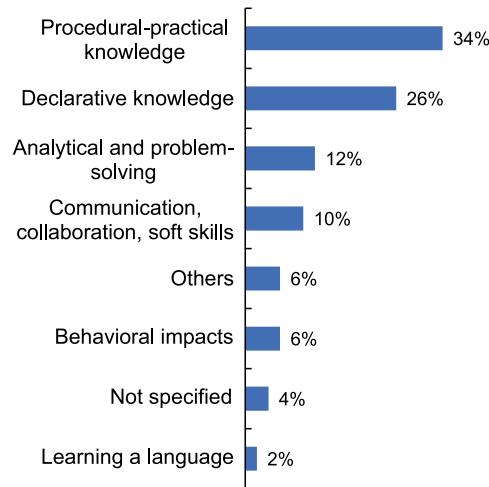 Procedural-practical
knowledge
34%
Declarative knowledge
26%
Analytical and problem-
solving
12%
Communication,
collaboration, soft skills
10%
Others
6%
Behavioral impacts
6%
Not specified
4%
Learning a language
2%